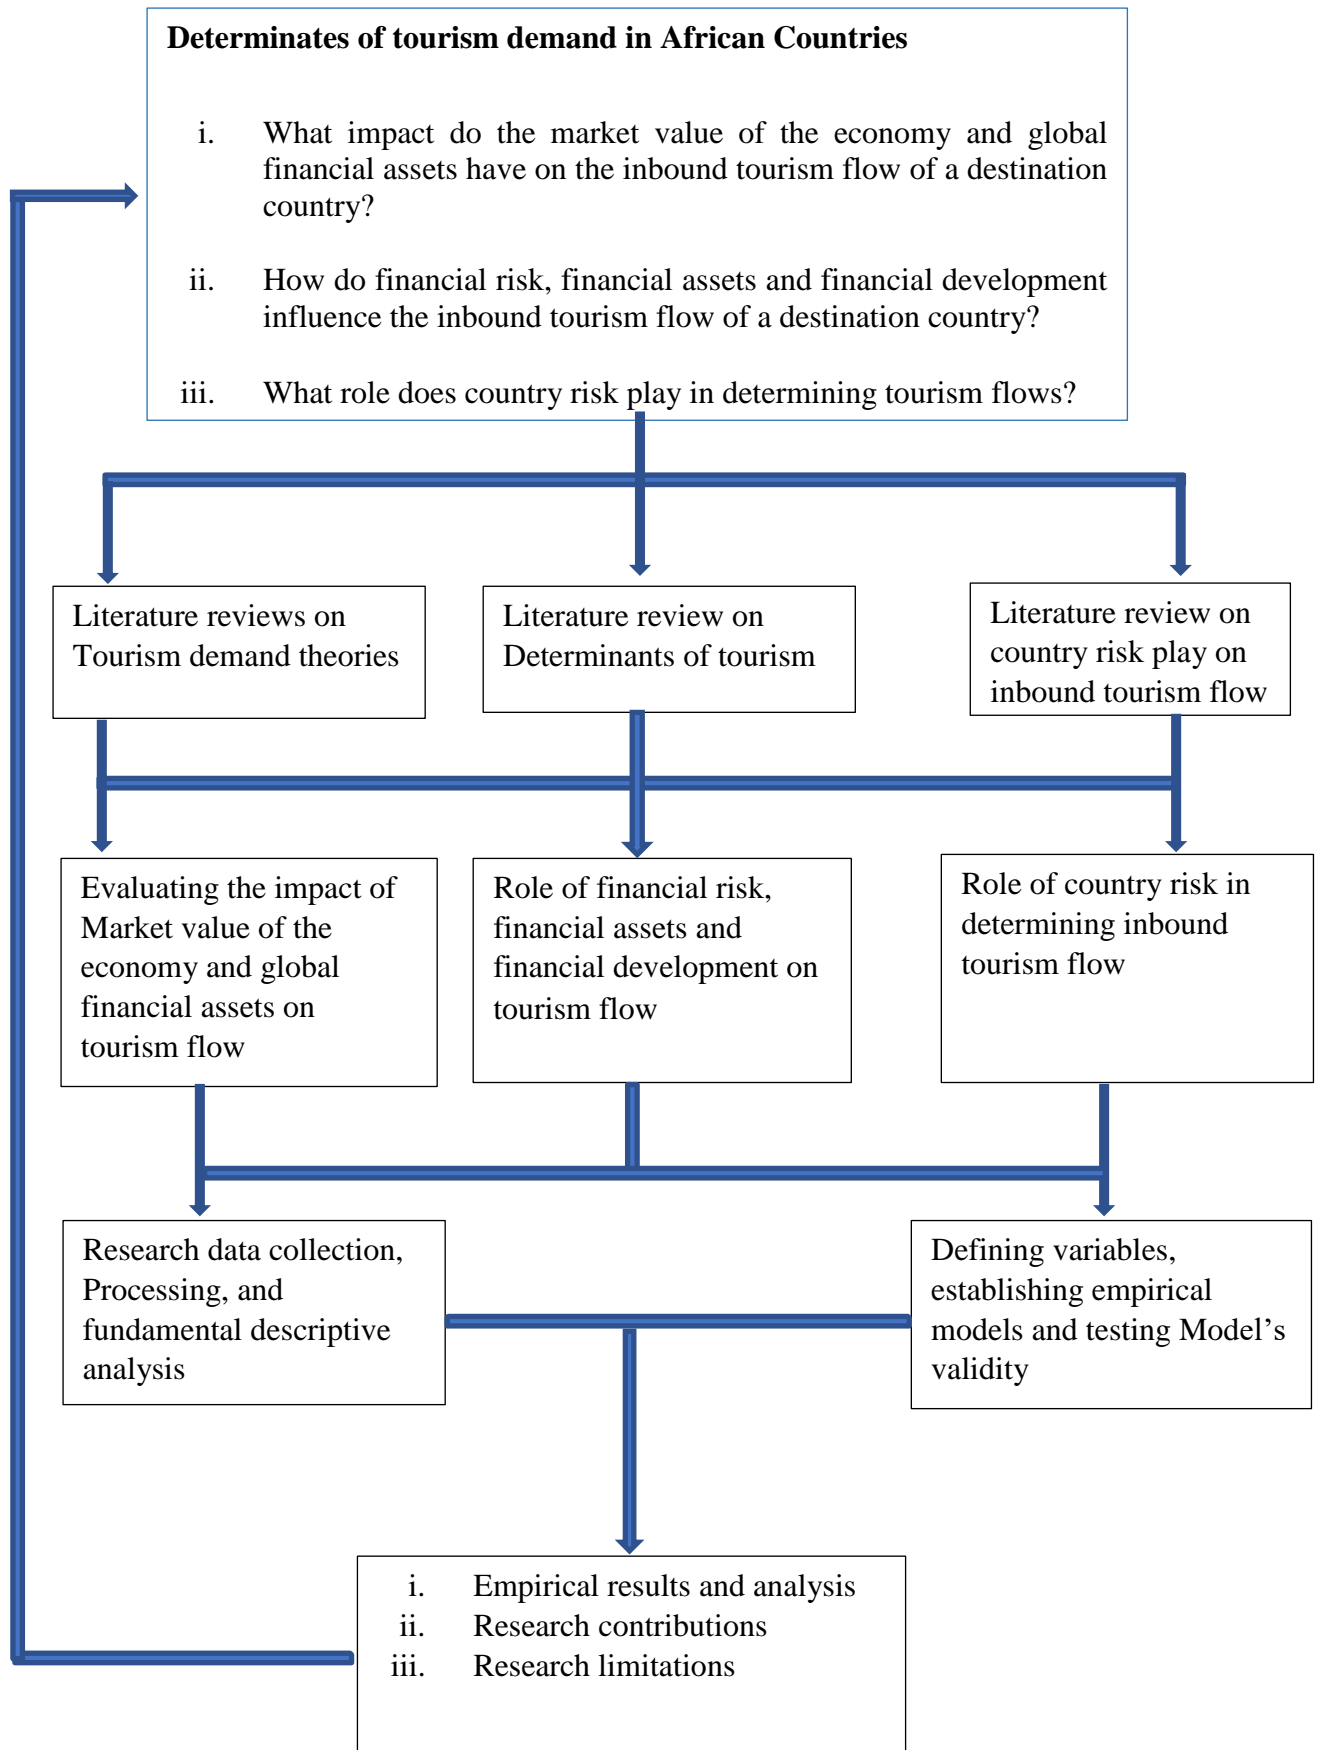 Determinates of tourism demand in African Countries
i. What impact do the market value of the economy and global
financial assets have on the inbound tourism flow of a destination
country?
ii. How do financial risk, financial assets and financial development
influence the inbound tourism flow of a destination country?
iii. What role does country risk play in determining tourism flows?
Literature reviews on
Tourism demand theories
Literature review on
Determinants of tourism
Literature review on
country risk play on
inbound tourism flow
Evaluating the impact of
Market value of the
economy and global
financial assets on
tourism flow
Role of financial risk,
financial assets and
financial development on
tourism flow
Role of country risk in
determining inbound
tourism flow
Research data collection,
Processing, and
fundamental descriptive
analysis
Defining variables,
establishing empirical
models and testing Model’s
validity
i. Empirical results and analysis
ii. Research contributions
iii. Research limitations